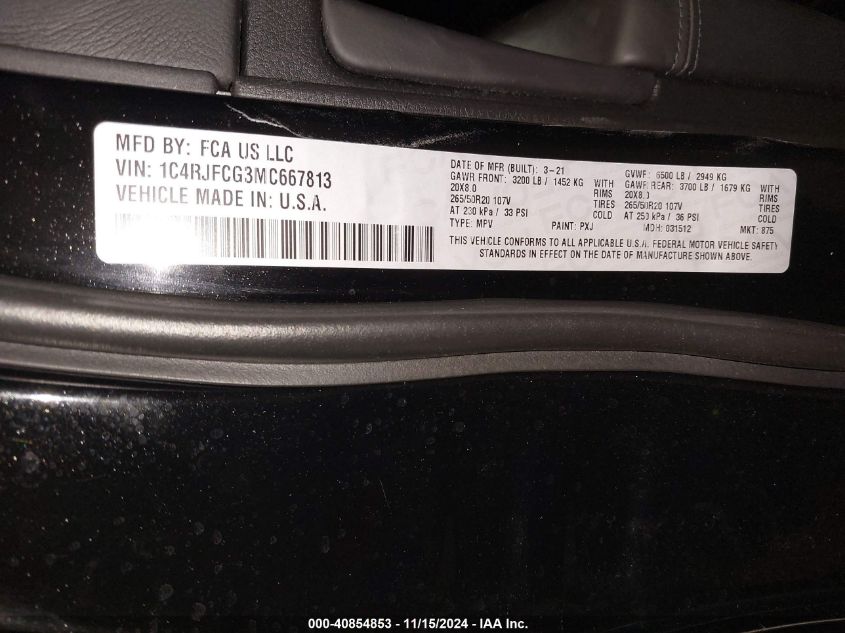 MFD BY: FCA US LLC
VIN: 1C4RJFCG3MC667813
VEHICLE MADE IN: U.S.A.
DATE OF MFR (BUILT): 3-21
GAWR FRONT: 3200 LB / 1452 KG WITH
20X8.0 RIMS
265/50R20 107V TIRES
AT 230 kPa / 33 PSI COLD
TYPE: MPV PAINT: PXJ
GVWR: 6500 LB / 2949 KG
GAWR REAR: 3700 LB / 1679 KG WITH
20X8.0 RIMS
265/50R20 107V TIRES
AT 250 kPa / 36 PSI COLD
MDH: 031512 MKT: 875
THIS VEHICLE CONFORMS TO ALL APPLICABLE U.S.A. FEDERAL MOTOR VEHICLE SAFETY
STANDARDS IN EFFECT ON THE DATE OF MANUFACTURE SHOWN ABOVE.
000-40854853 — 11/15/2024 - IAA Inc.